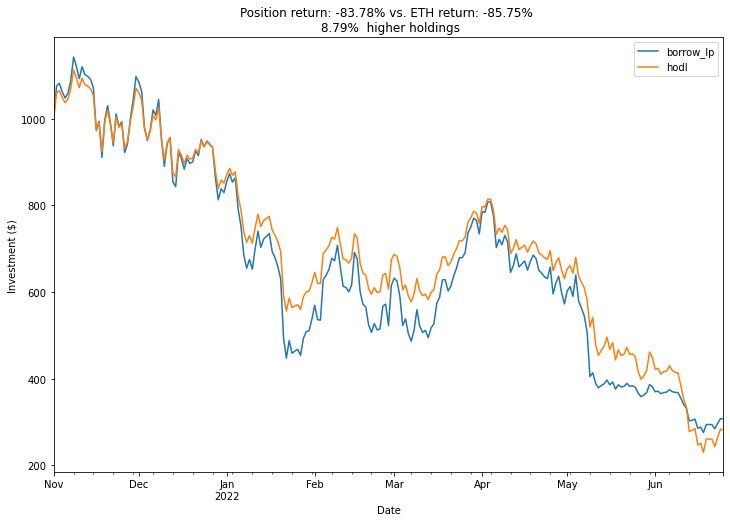 Position return: -83.78% vs. ETH return: -85.75%
8.79%  higher holdings
borrow_lp
hodl
1000
800
600
400
200
Investment ($)
Nov
Dec
Jan
2022
Feb
Mar
Apr
May
Jun
Date